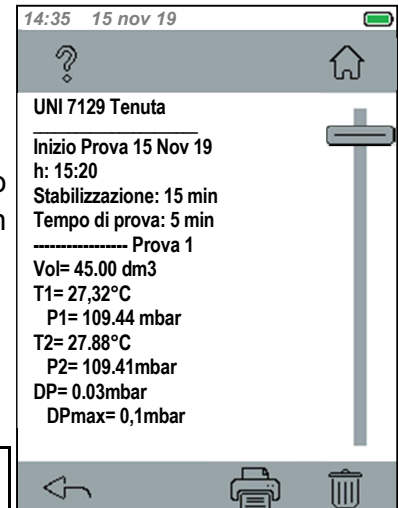 14:35 15 nov 19
UNI 7129 Tenuta
Inizio Prova 15 Nov 19
h: 15:20
Stabilizzazione: 15 min
Tempo di prova: 5 min
----------------- Prova 1
Vol= 45.00 dm3
T1= 27,32°C
P1= 109.44 mbar
T2= 27.88°C
P2= 109.41mbar
DP= 0.03mbar
DPmax= 0,1mbar